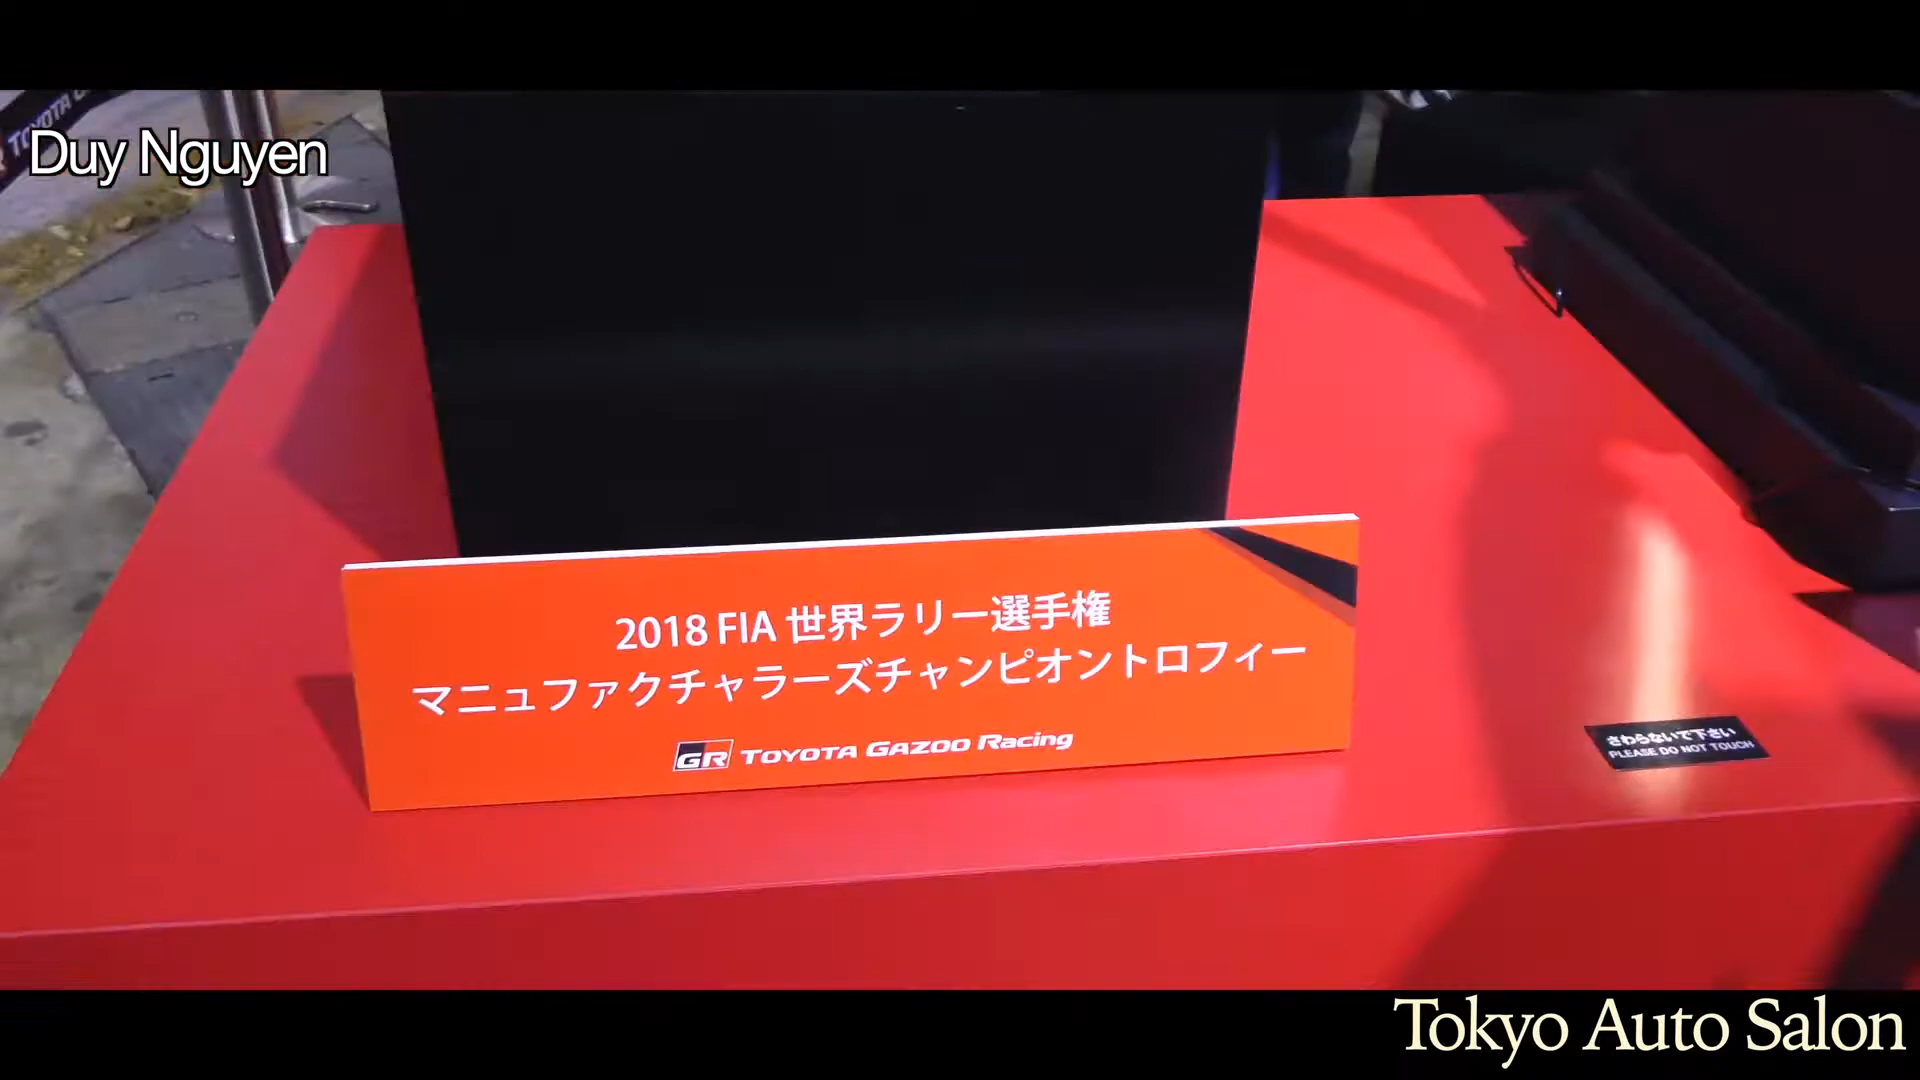 TOYOTA G
Duy Nguyen
2018 FIA 世界ラリー選手権
マニュファクチャラーズチャンピオントロフィー
GR TOYOTA GAZOO Racing
さわらないで下さい
PLEASE DO NOT TOUCH
Tokyo Auto Salon